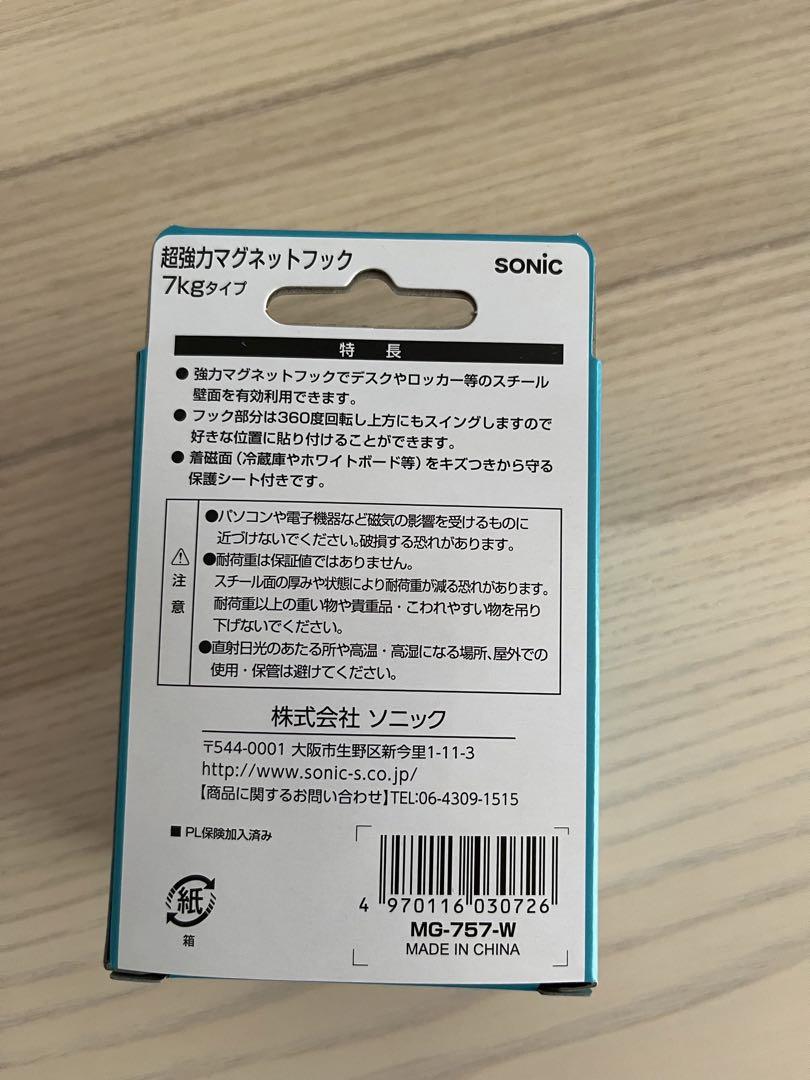 超強力マグネットフック
7kgタイプ
SONiC
特 長
● 強力マグネットフックでデスクやロッカー等のスチール
壁面を有効利用できます。
● フック部分は360度回転し上方にもスイングしますので
好きな位置に貼り付けることができます。
● 着磁面（冷蔵庫やホワイトボード等）をキズつきから守る
保護シート付きです。
⚠注意
●パソコンや電子機器など磁気の影響を受けるものに
近づけないでください。破損する恐れがあります。
●耐荷重は保証値ではありません。
スチール面の厚みや状態により耐荷重が減る恐れがあります。
耐荷重以上の重い物や貴重品・こわれやすい物を吊り
下げないでください。
●直射日光のあたる所や高温・高湿になる場所、屋外での
使用・保管は避けてください。
株式会社 ソニック
〒544-0001 大阪市生野区新今里1-11-3
http://www.sonic-s.co.jp/
【商品に関するお問い合わせ】TEL:06-4309-1515
■ PL保険加入済み
紙
箱
4 970116 030726
MG-757-W
MADE IN CHINA